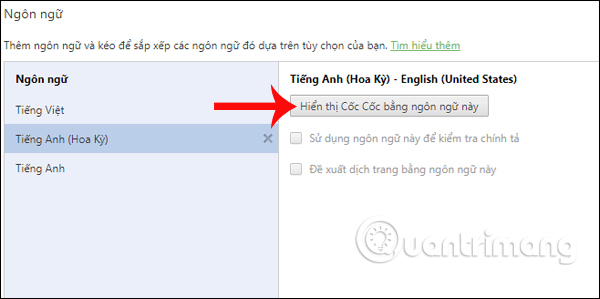 Ngôn ngữ
Thêm ngôn ngữ và kéo để sắp xếp các ngôn ngữ đó dựa trên tùy chọn của bạn. Tìm hiểu thêm
Ngôn ngữ
Tiếng Việt
Tiếng Anh (Hoa Kỳ)
Tiếng Anh
Tiếng Anh (Hoa Kỳ) - English (United States)
Hiển thị Cốc Cốc bằng ngôn ngữ này
Sử dụng ngôn ngữ này để kiểm tra chính tả
Đề xuất dịch trang bằng ngôn ngữ này
Quantrimang